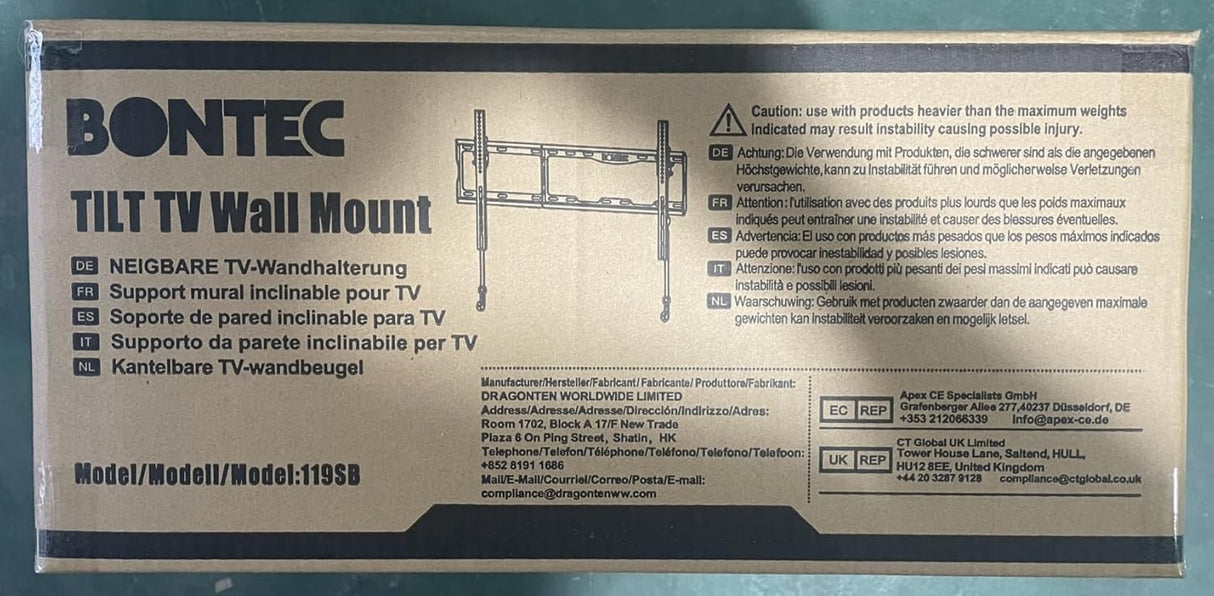 BONTEC
TILT TV Wall Mount
DE NEIGBARE TV-Wandhalterung
FR Support mural inclinable pour TV
ES Soporte de pared inclinable para TV
IT Supporto da parete inclinabile per TV
NL Kantelbare TV-wandbeugel
Model/Modell/Model:119SB
Caution: use with products heavier than the maximum weights
indicated may result instability causing possible injury.
DE Achtung: Die Verwendung mit Produkten, die schwerer sind als die angegebenen
Höchstgewichte, kann zu Instabilität führen und möglicherweise Verletzungen
verursachen.
FR Attention: l'utilisation avec des produits plus lourds que les poids maximaux
indiqués peut entraîner une instabilité et causer des blessures éventuelles.
ES Advertencia: El uso con productos más pesados que los pesos máximos indicados
puede provocar inestabilidad y posibles lesiones.
IT Attenzione: l'uso con prodotti più pesanti dei pesi massimi indicati può causare
instabilità e possibili lesioni.
NL Waarschuwing: Gebruik met producten zwaarder dan de aangegeven maximale
gewichten kan instabiliteit veroorzaken en mogelijk letsel.
Manufacturer/Hersteller/Fabricant/Fabricante/Produttore/Fabrikant:
DRAGONTEN WORLDWIDE LIMITED
Address/Adresse/Adresse/Dirección/Indirizzo/Adres:
Room 1702, Block A 17/F New Trade
Plaza 6 On Ping Street, Shatin, HK
Telephone/Telefon/Téléphone/Teléfono/Telefono/Telefoon:
+852 8191 1686
Mail/E-Mail/Courriel/Correo/Posta/E-mail:
compliance@dragontenww.com
EC REP
Apex CE Specialists GmbH
Grafenberger Allee 277,40237 Düsseldorf, DE
+353 212066339 Info@apex-ce.de
UK REP
CT Global UK Limited
Tower House Lane, Saltend, HULL,
HU12 8EE, United Kingdom
+44 20 3287 9128 compliance@ctglobal.co.uk